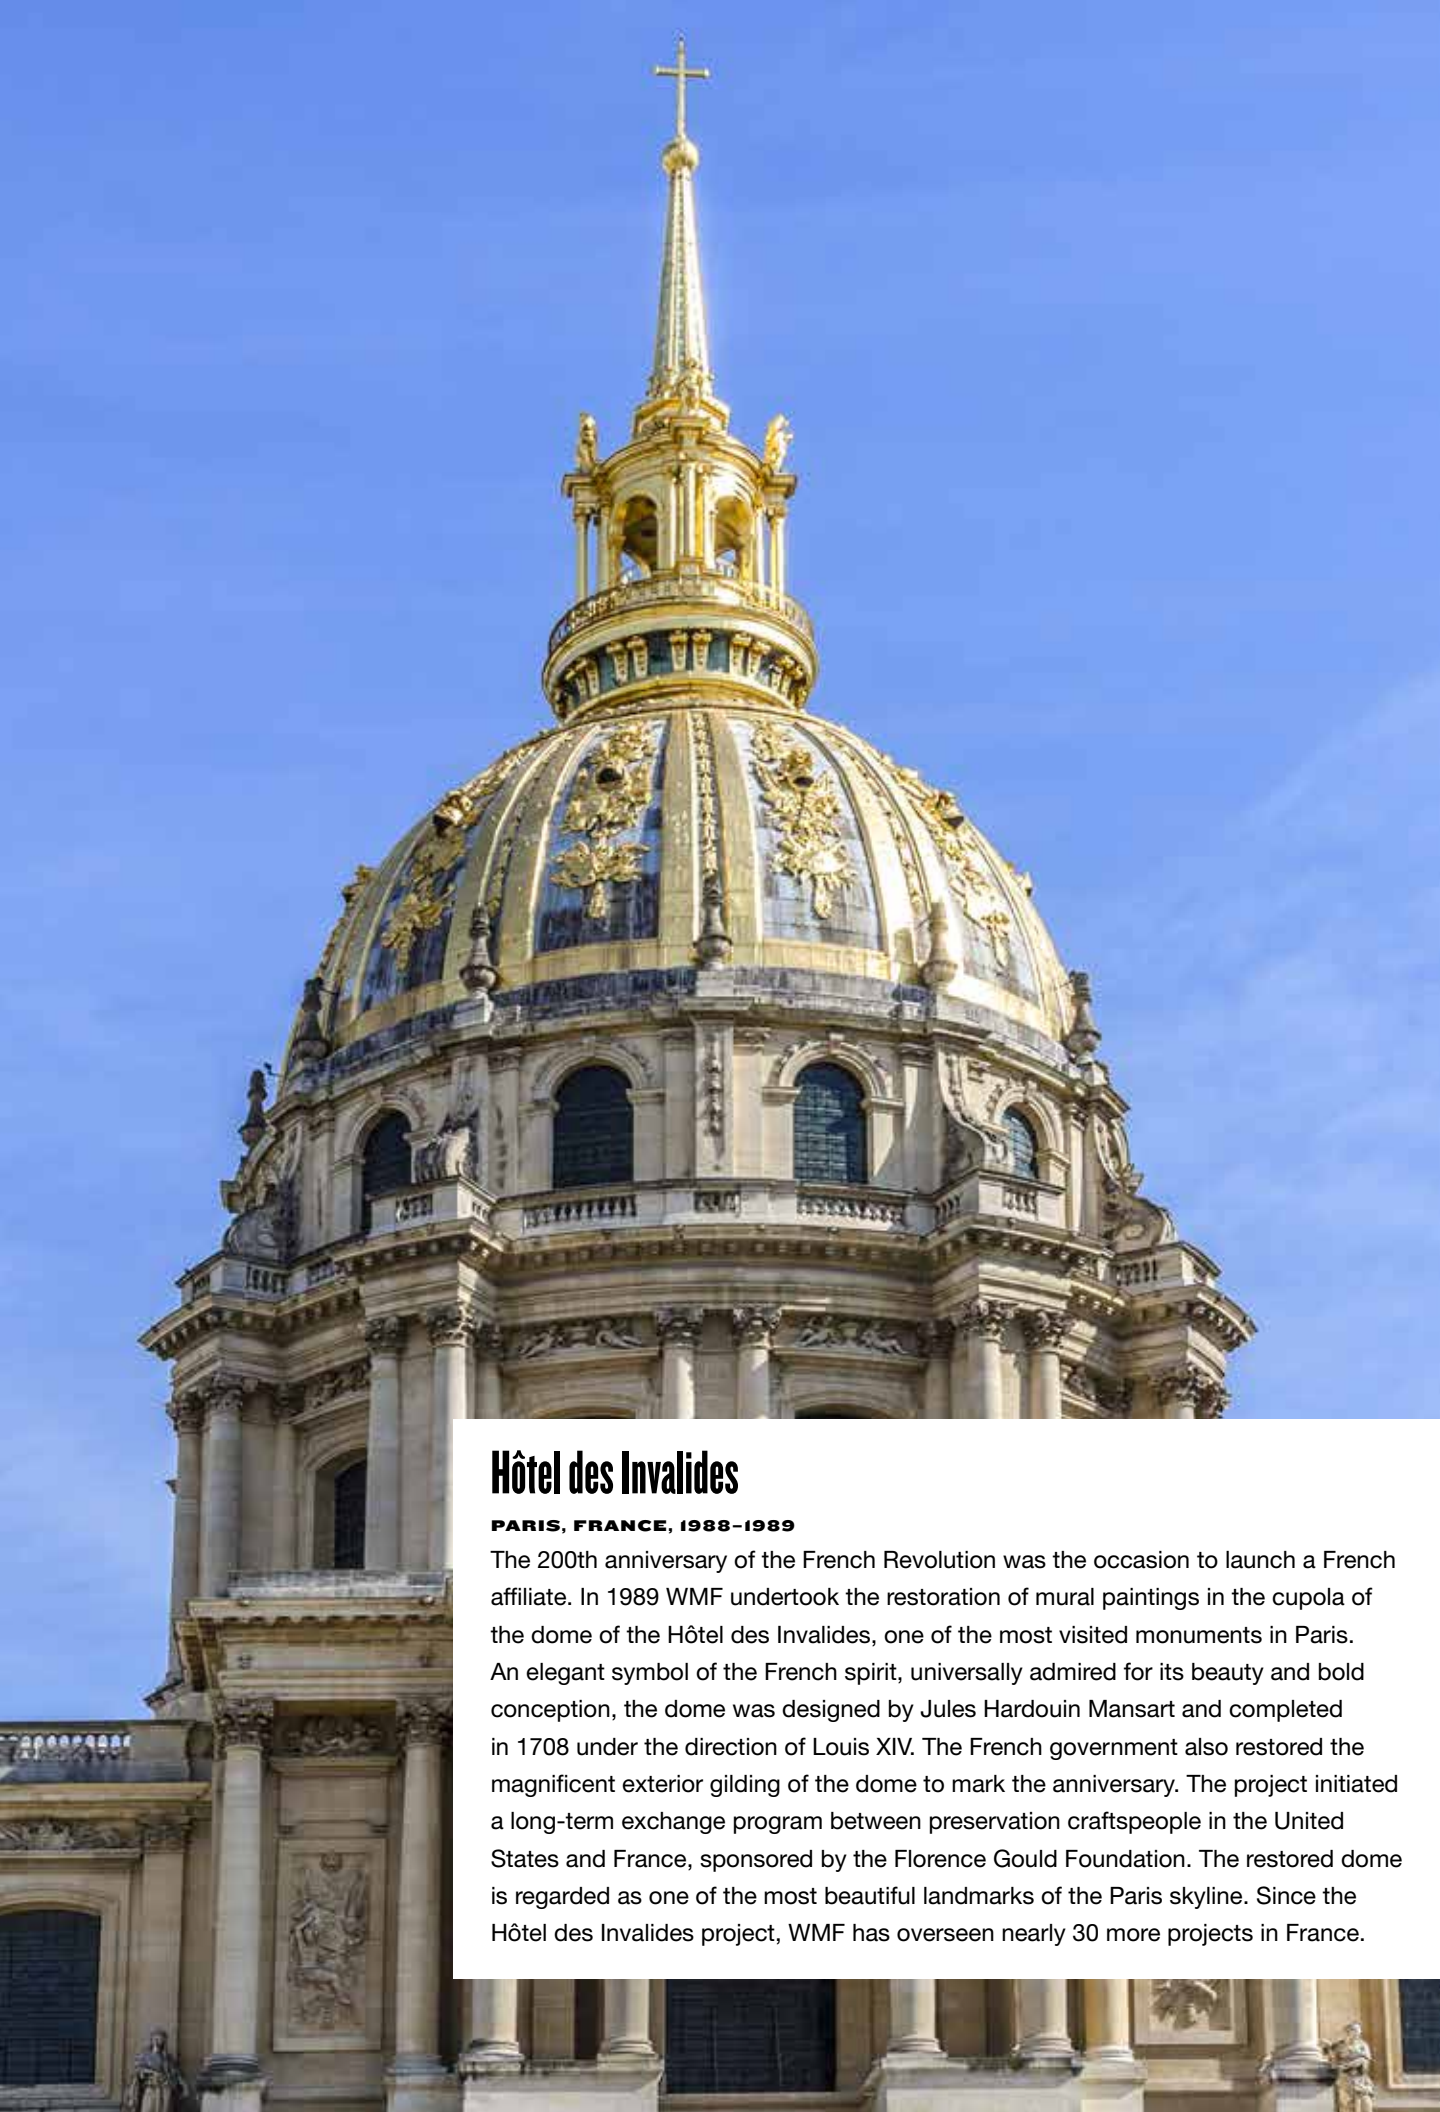 Hôtel des Invalides
PARIS, FRANCE, 1988–1989
The 200th anniversary of the French Revolution was the occasion to launch a French
affiliate. In 1989 WMF undertook the restoration of mural paintings in the cupola of
the dome of the Hôtel des Invalides, one of the most visited monuments in Paris.
An elegant symbol of the French spirit, universally admired for its beauty and bold
conception, the dome was designed by Jules Hardouin Mansart and completed
in 1708 under the direction of Louis XIV. The French government also restored the
magnificent exterior gilding of the dome to mark the anniversary. The project initiated
a long-term exchange program between preservation craftspeople in the United
States and France, sponsored by the Florence Gould Foundation. The restored dome
is regarded as one of the most beautiful landmarks of the Paris skyline. Since the
Hôtel des Invalides project, WMF has overseen nearly 30 more projects in France.